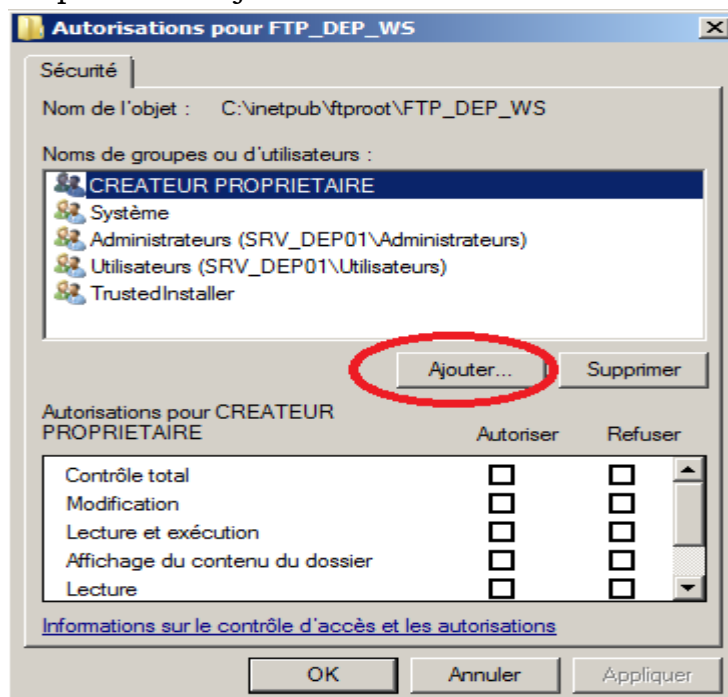 Autorisations pour FTP_DEP_WS
Sécurité
Nom de l'objet : C:\inetpub\ftproot\FTP_DEP_WS
Noms de groupes ou d'utilisateurs :
CREATEUR PROPRIETAIRE
Système
Administrateurs (SRV_DEP01\Administrateurs)
Utilisateurs (SRV_DEP01\Utilisateurs)
TrustedInstaller
Ajouter... Supprimer
Autorisations pour CREATEUR
PROPRIETAIRE Autoriser Refuser
Contrôle total
Modification
Lecture et exécution
Affichage du contenu du dossier
Lecture
Informations sur le contrôle d'accès et les autorisations
OK Annuler Appliquer